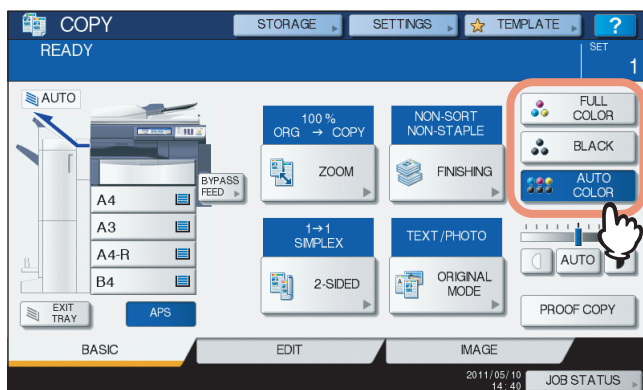 COPY
STORAGE
SETTINGS
TEMPLATE
?
READY
SET
1
AUTO
100 %
ORG → COPY
NON-SORT
NON-STAPLE
FULL
COLOR
BLACK
AUTO
COLOR
ZOOM
FINISHING
BYPASS
FEED
A4
A3
A4-R
B4
1→1
SIMPLEX
TEXT/PHOTO
2-SIDED
ORIGINAL
MODE
AUTO
EXIT
TRAY
APS
PROOF COPY
BASIC
EDIT
IMAGE
2011/05/10
14:40
JOB STATUS